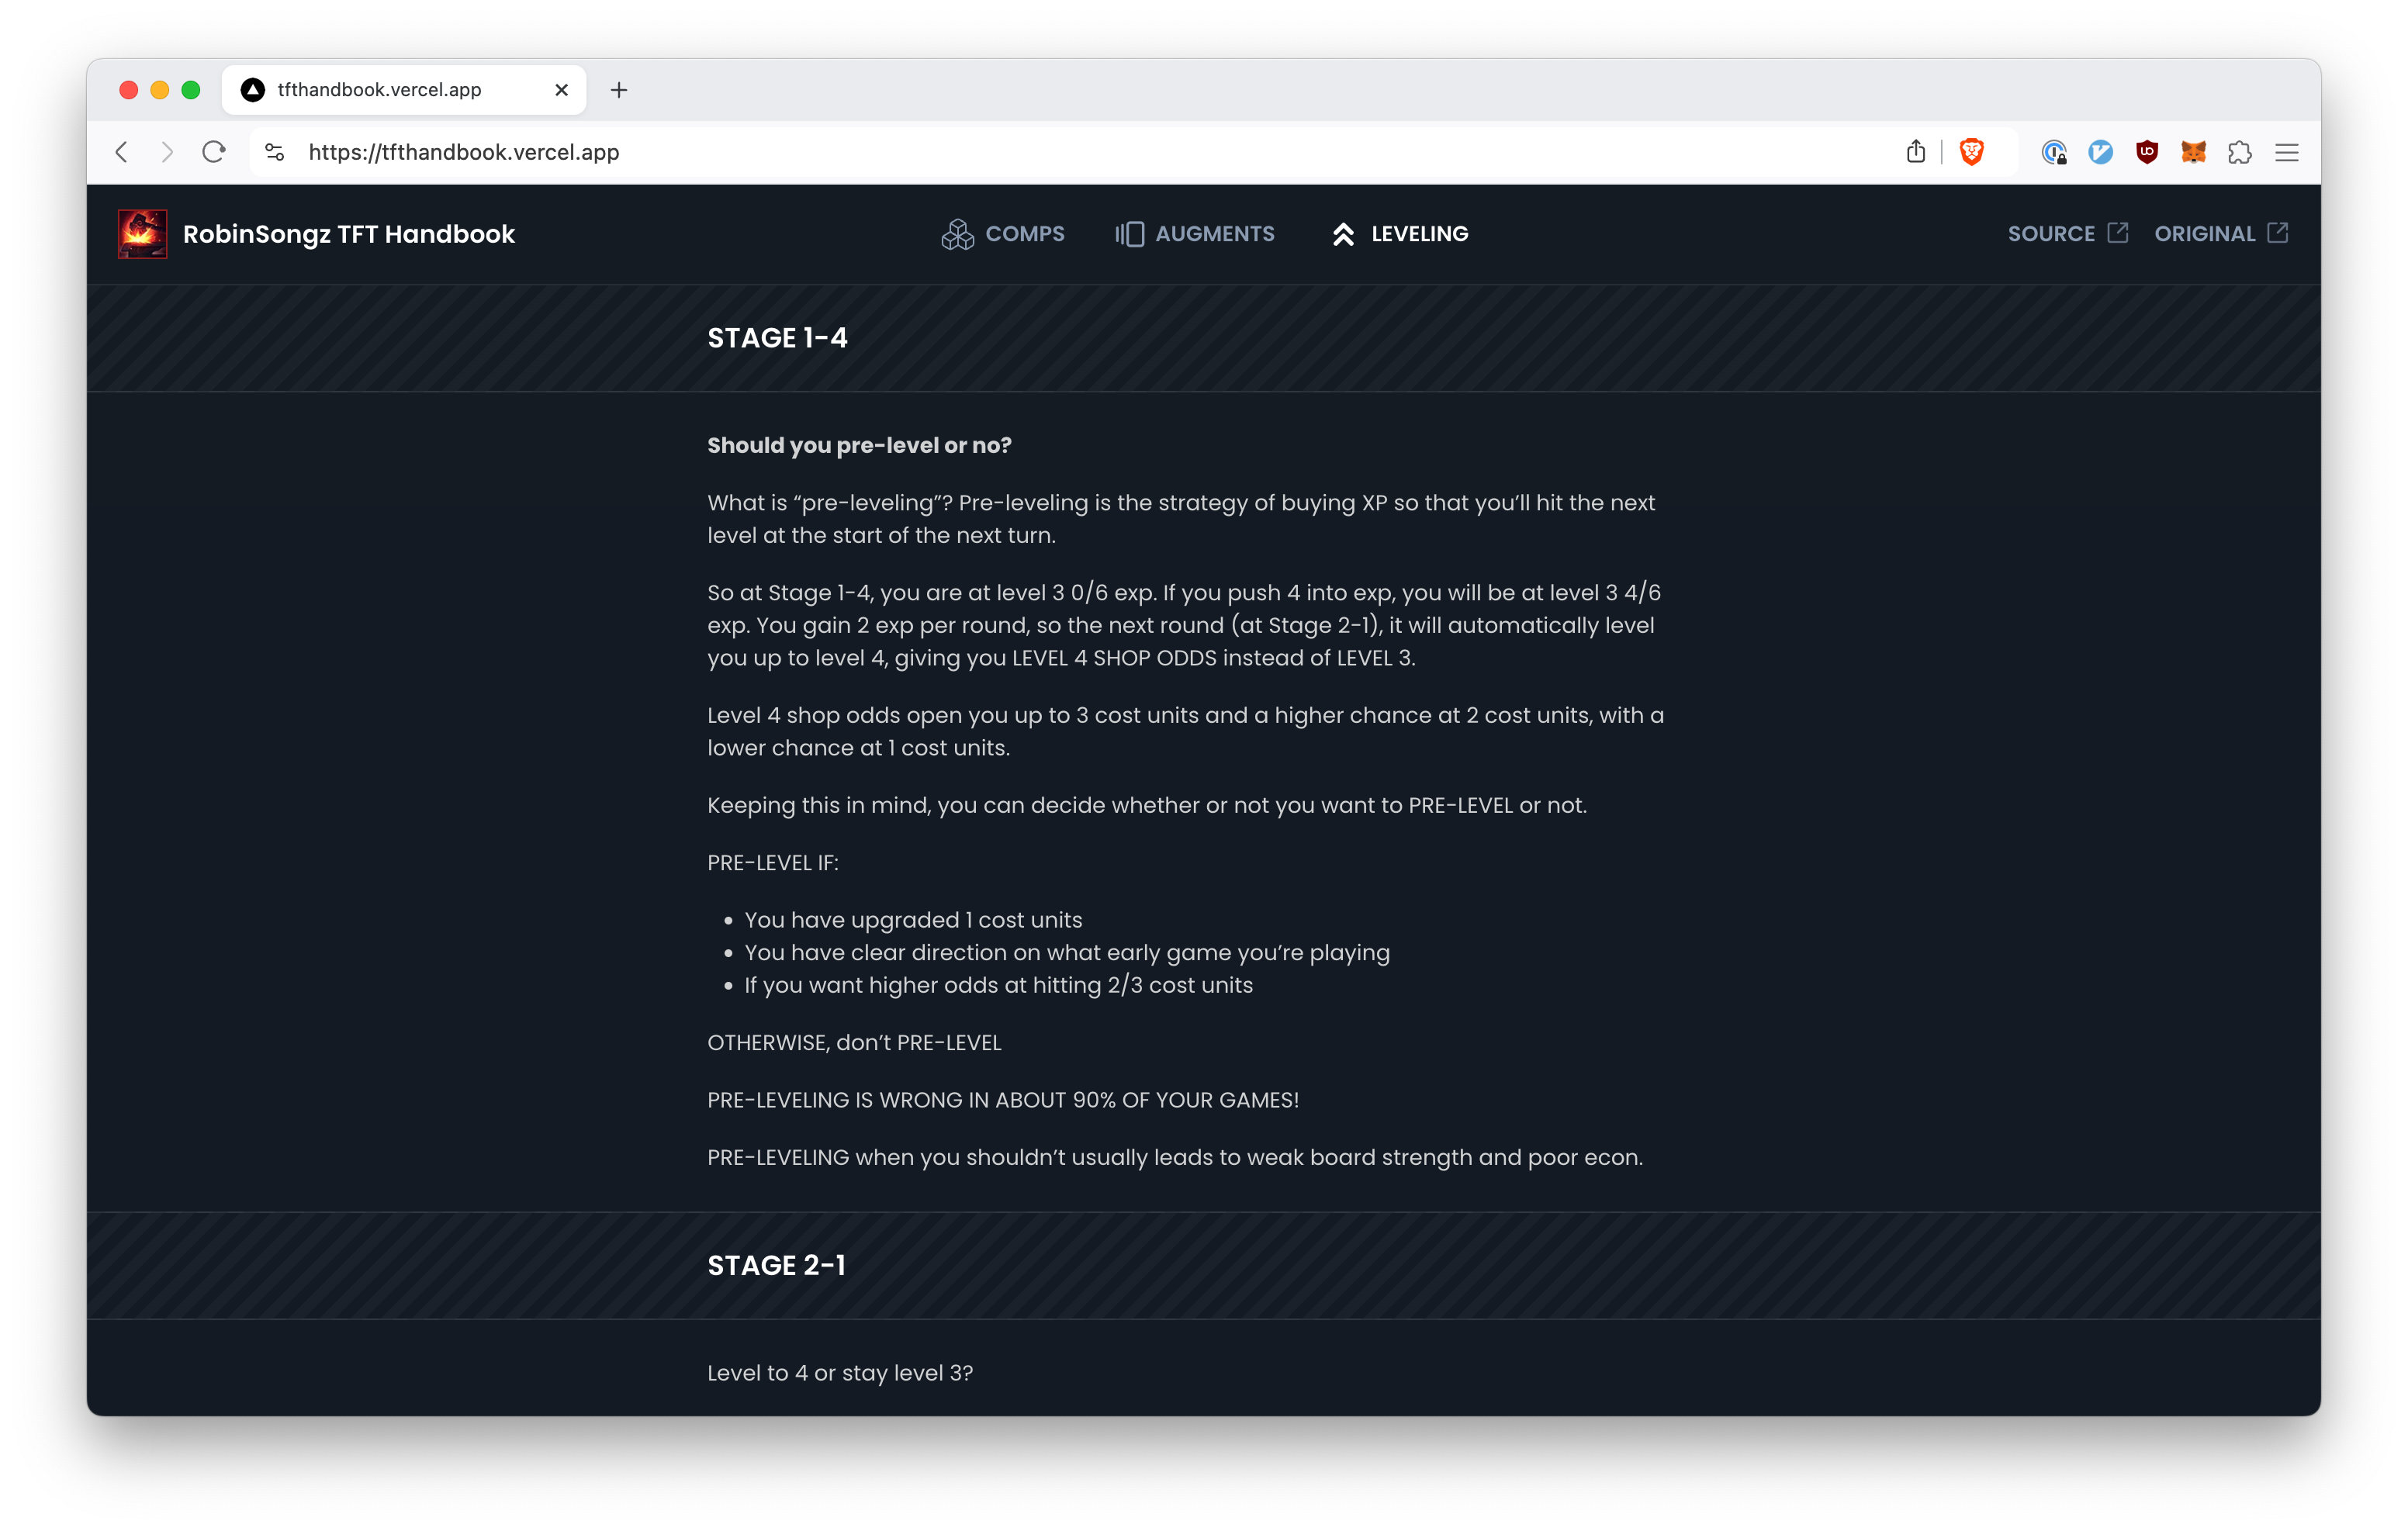 tfthandbook.vercel.app
https://tfthandbook.vercel.app
RobinSongz TFT Handbook
COMPS
AUGMENTS
LEVELING
SOURCE
ORIGINAL
STAGE 1-4
Should you pre-level or no?
What is “pre-leveling”? Pre-leveling is the strategy of buying XP so that you’ll hit the next
level at the start of the next turn.
So at Stage 1-4, you are at level 3 0/6 exp. If you push 4 into exp, you will be at level 3 4/6
exp. You gain 2 exp per round, so the next round (at Stage 2-1), it will automatically level
you up to level 4, giving you LEVEL 4 SHOP ODDS instead of LEVEL 3.
Level 4 shop odds open you up to 3 cost units and a higher chance at 2 cost units, with a
lower chance at 1 cost units.
Keeping this in mind, you can decide whether or not you want to PRE-LEVEL or not.
PRE-LEVEL IF:
• You have upgraded 1 cost units
• You have clear direction on what early game you’re playing
• If you want higher odds at hitting 2/3 cost units
OTHERWISE, don’t PRE-LEVEL
PRE-LEVELING IS WRONG IN ABOUT 90% OF YOUR GAMES!
PRE-LEVELING when you shouldn’t usually leads to weak board strength and poor econ.
STAGE 2-1
Level to 4 or stay level 3?